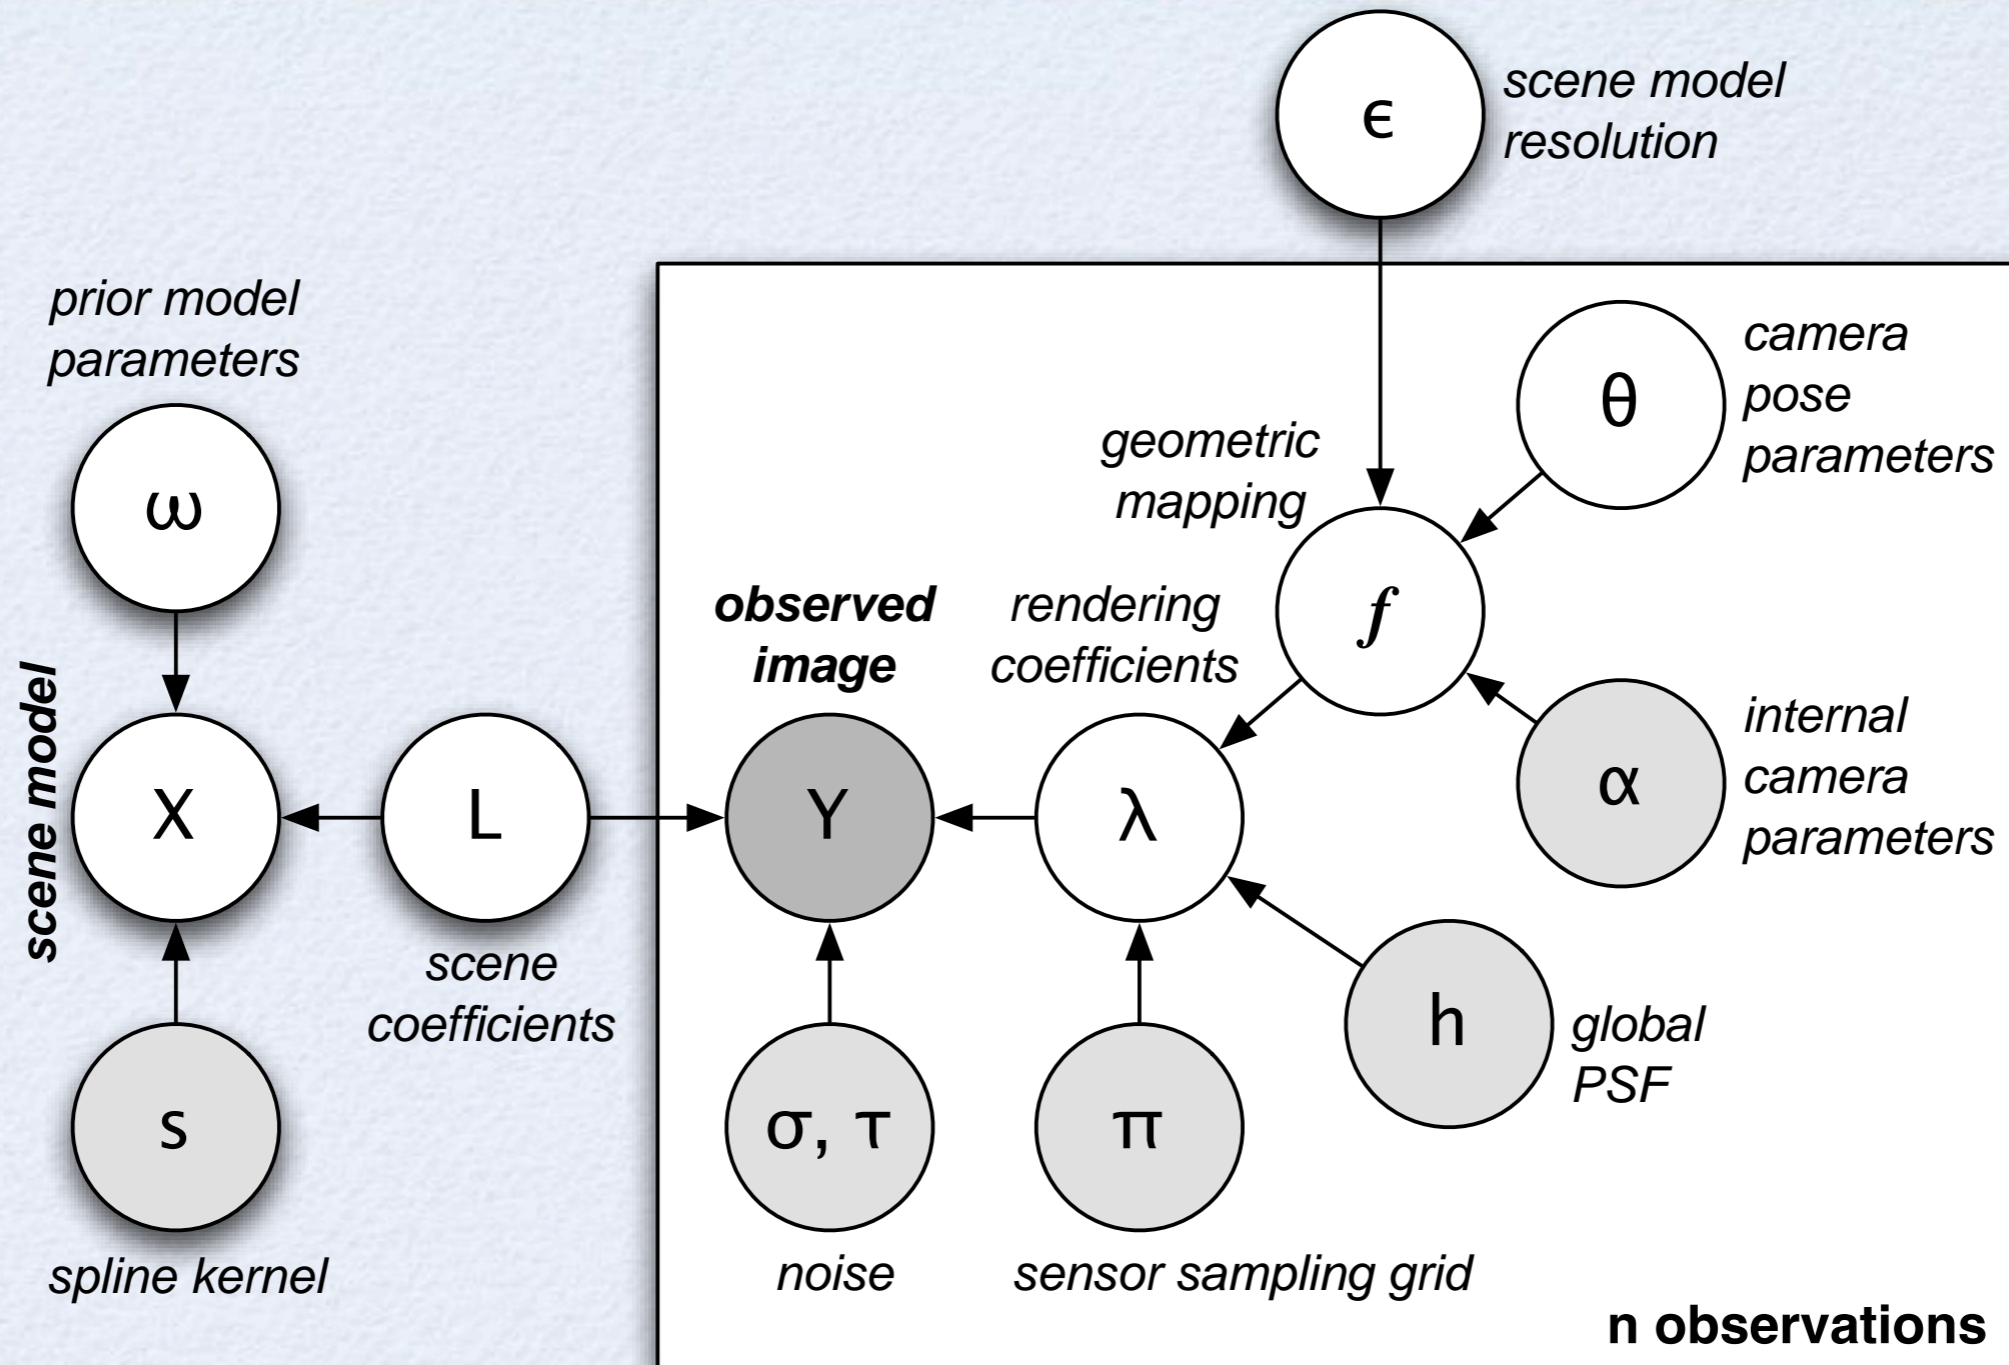 ϵ
scene model
resolution
prior model
parameters
ω
scene model
X
L
scene
coefficients
s
spline kernel
geometric
mapping
θ
camera
pose
parameters
f
observed
image
Y
rendering
coefficients
λ
α
internal
camera
parameters
h
global
PSF
σ, τ
noise
π
sensor sampling grid
n observations